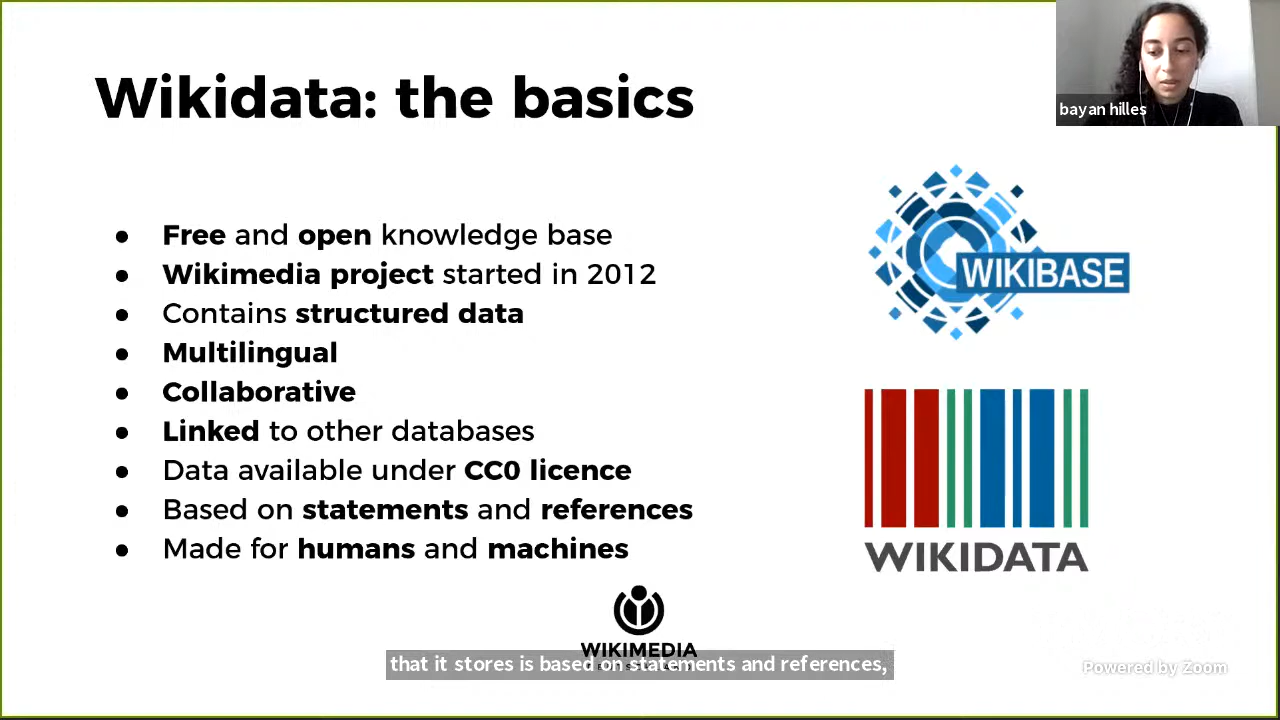 Wikidata: the basics
bayan hilles
● Free and open knowledge base
● Wikimedia project started in 2012
● Contains structured data
● Multilingual
● Collaborative
● Linked to other databases
● Data available under CC0 licence
● Based on statements and references
● Made for humans and machines
WIKIBASE
WIKIDATA
WIKIMEDIA
that it stores is based on statements and references,
Powered by Zoom